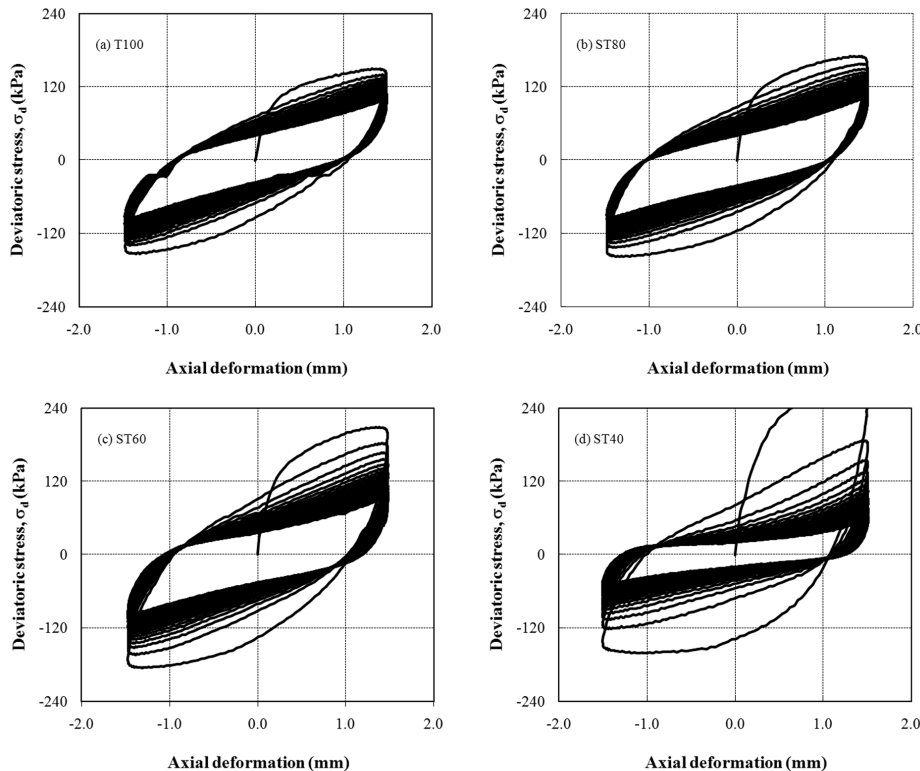 (a) T100
Deviatoric stress, σd (kPa)
240
120
0
-120
-240
-2.0 -1.0 0.0 1.0 2.0
Axial deformation (mm)
(b) ST80
Deviatoric stress, σd (kPa)
240
120
0
-120
-240
-2.0 -1.0 0.0 1.0 2.0
Axial deformation (mm)
(c) ST60
Deviatoric stress, σd (kPa)
240
120
0
-120
-240
-2.0 -1.0 0.0 1.0 2.0
Axial deformation (mm)
(d) ST40
Deviatoric stress, σd (kPa)
240
120
0
-120
-240
-2.0 -1.0 0.0 1.0 2.0
Axial deformation (mm)